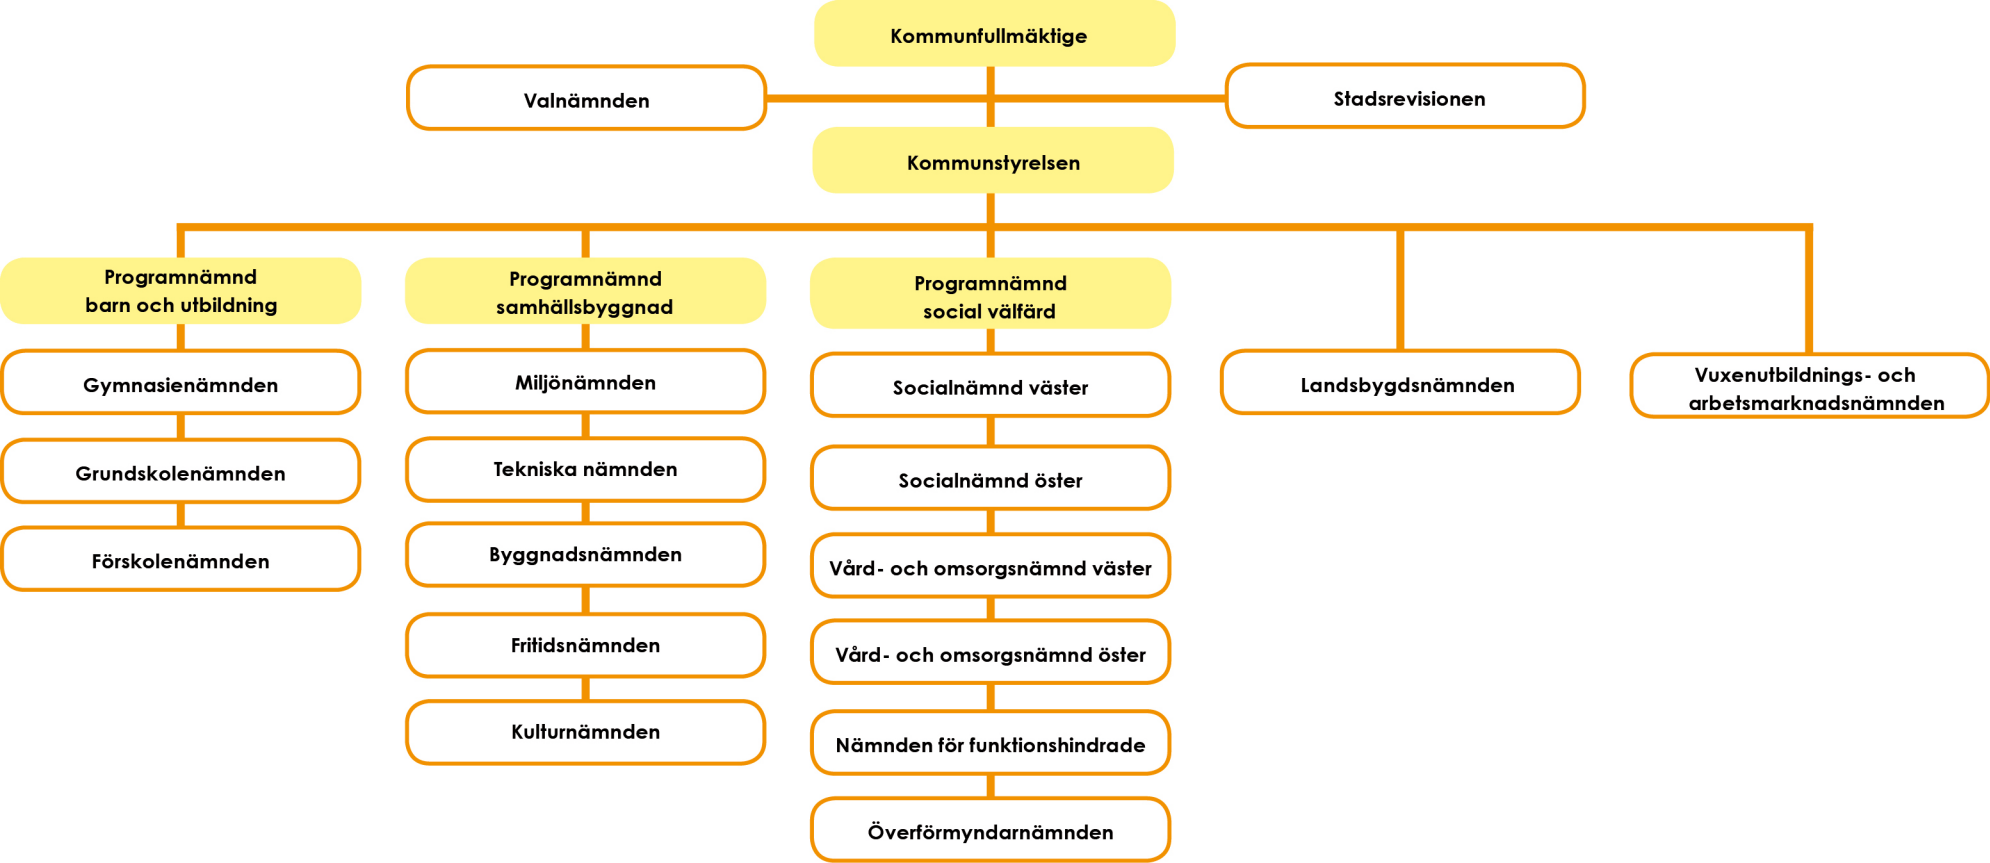 Kommunfullmäktige
Valnämnden
Stadsrevisionen
Kommunstyrelsen
Programnämnd
barn och utbildning
Gymnasienämnden
Grundskolenämnden
Förskolenämnden
Programnämnd
samhällsbyggnad
Miljönämnden
Tekniska nämnden
Byggnadsnämnden
Fritidsnämnden
Kulturnämnden
Programnämnd
social välfärd
Socialnämnd väster
Socialnämnd öster
Vård- och omsorgsnämnd väster
Vård- och omsorgsnämnd öster
Nämnden för funktionshindrade
Överförmyndarnämnden
Landsbygdsnämnden
Vuxenutbildnings- och
arbetsmarknadsnämnden